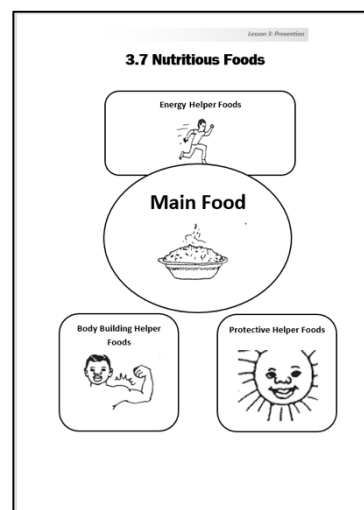 Lesson 3: Prevention
3.7 Nutritious Foods
Energy Helper Foods
Main Food
Body Building Helper
Foods
Protective Helper Foods